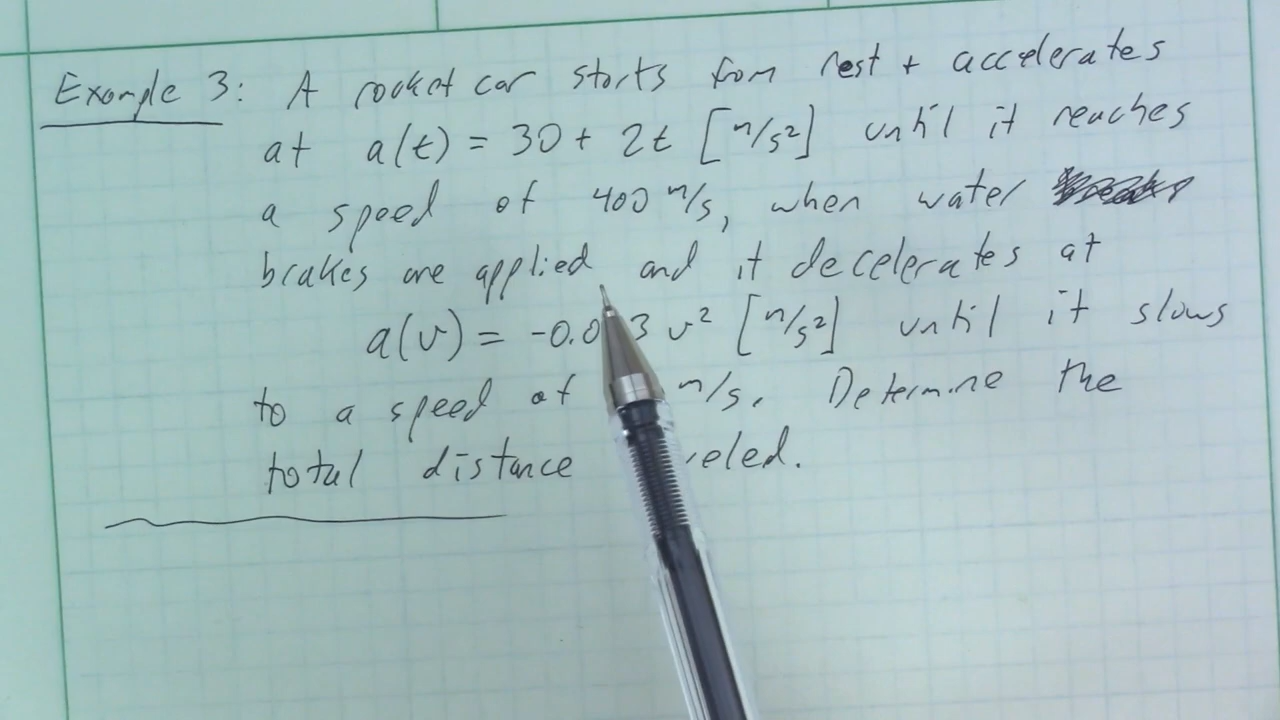 Example 3: A rocket car starts from rest + accelerates
at a(t) = 30 + 2t [m/s²] until it reaches
a speed of 400 m/s, when water
brakes are applied and it decelerates at
a(v) = -0.0 3 v² [m/s²] until it slows
to a speed of m/s. Determine the
total distance veled.